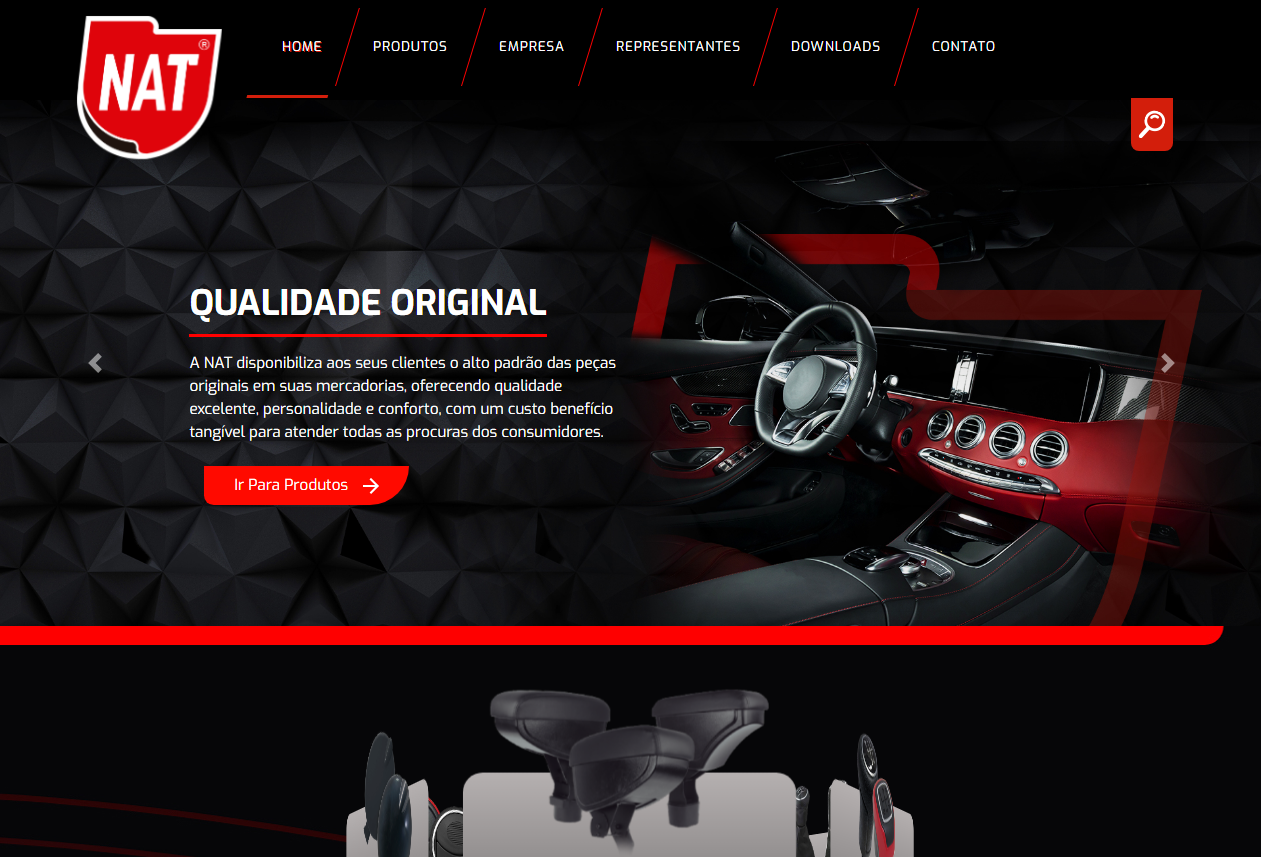 NAT®
HOME
PRODUTOS
EMPRESA
REPRESENTANTES
DOWNLOADS
CONTATO
QUALIDADE ORIGINAL
A NAT disponibiliza aos seus clientes o alto padrão das peças
originais em suas mercadorias, oferecendo qualidade
excelente, personalidade e conforto, com um custo benefício
tangível para atender todas as procuras dos consumidores.
Ir Para Produtos